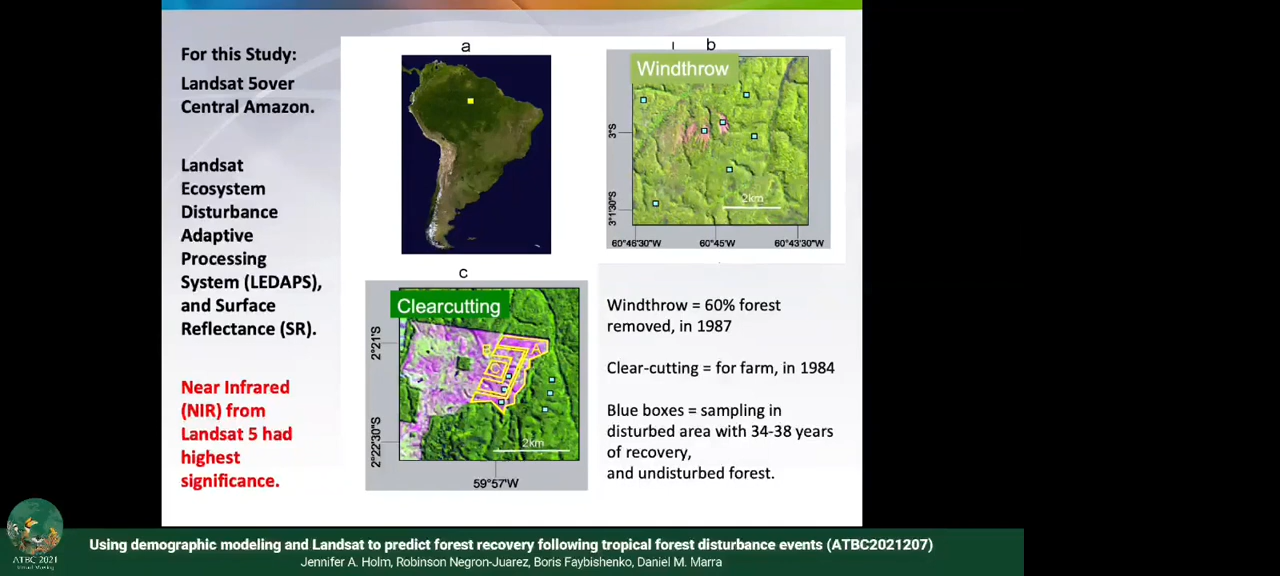 For this Study:
Landsat 5over
Central Amazon.
Landsat
Ecosystem
Disturbance
Adaptive
Processing
System (LEDAPS),
and Surface
Reflectance (SR).
Near Infrared
(NIR) from
Landsat 5 had
highest
significance.
a
b
Windthrow
3°S
3°1'30"S
2km
60°46'30"W
60°45'W
60°43'30"W
c
Clearcutting
2°21'S
2°22'30"S
B
A
C
2km
59°57'W
Windthrow = 60% forest
removed, in 1987
Clear-cutting = for farm, in 1984
Blue boxes = sampling in
disturbed area with 34-38 years
of recovery,
and undisturbed forest.
ATBC 2021
Using demographic modeling and Landsat to predict forest recovery following tropical forest disturbance events (ATBC2021207)
Jennifer A. Holm, Robinson Negron-Juarez, Boris Faybishenko, Daniel M. Marra